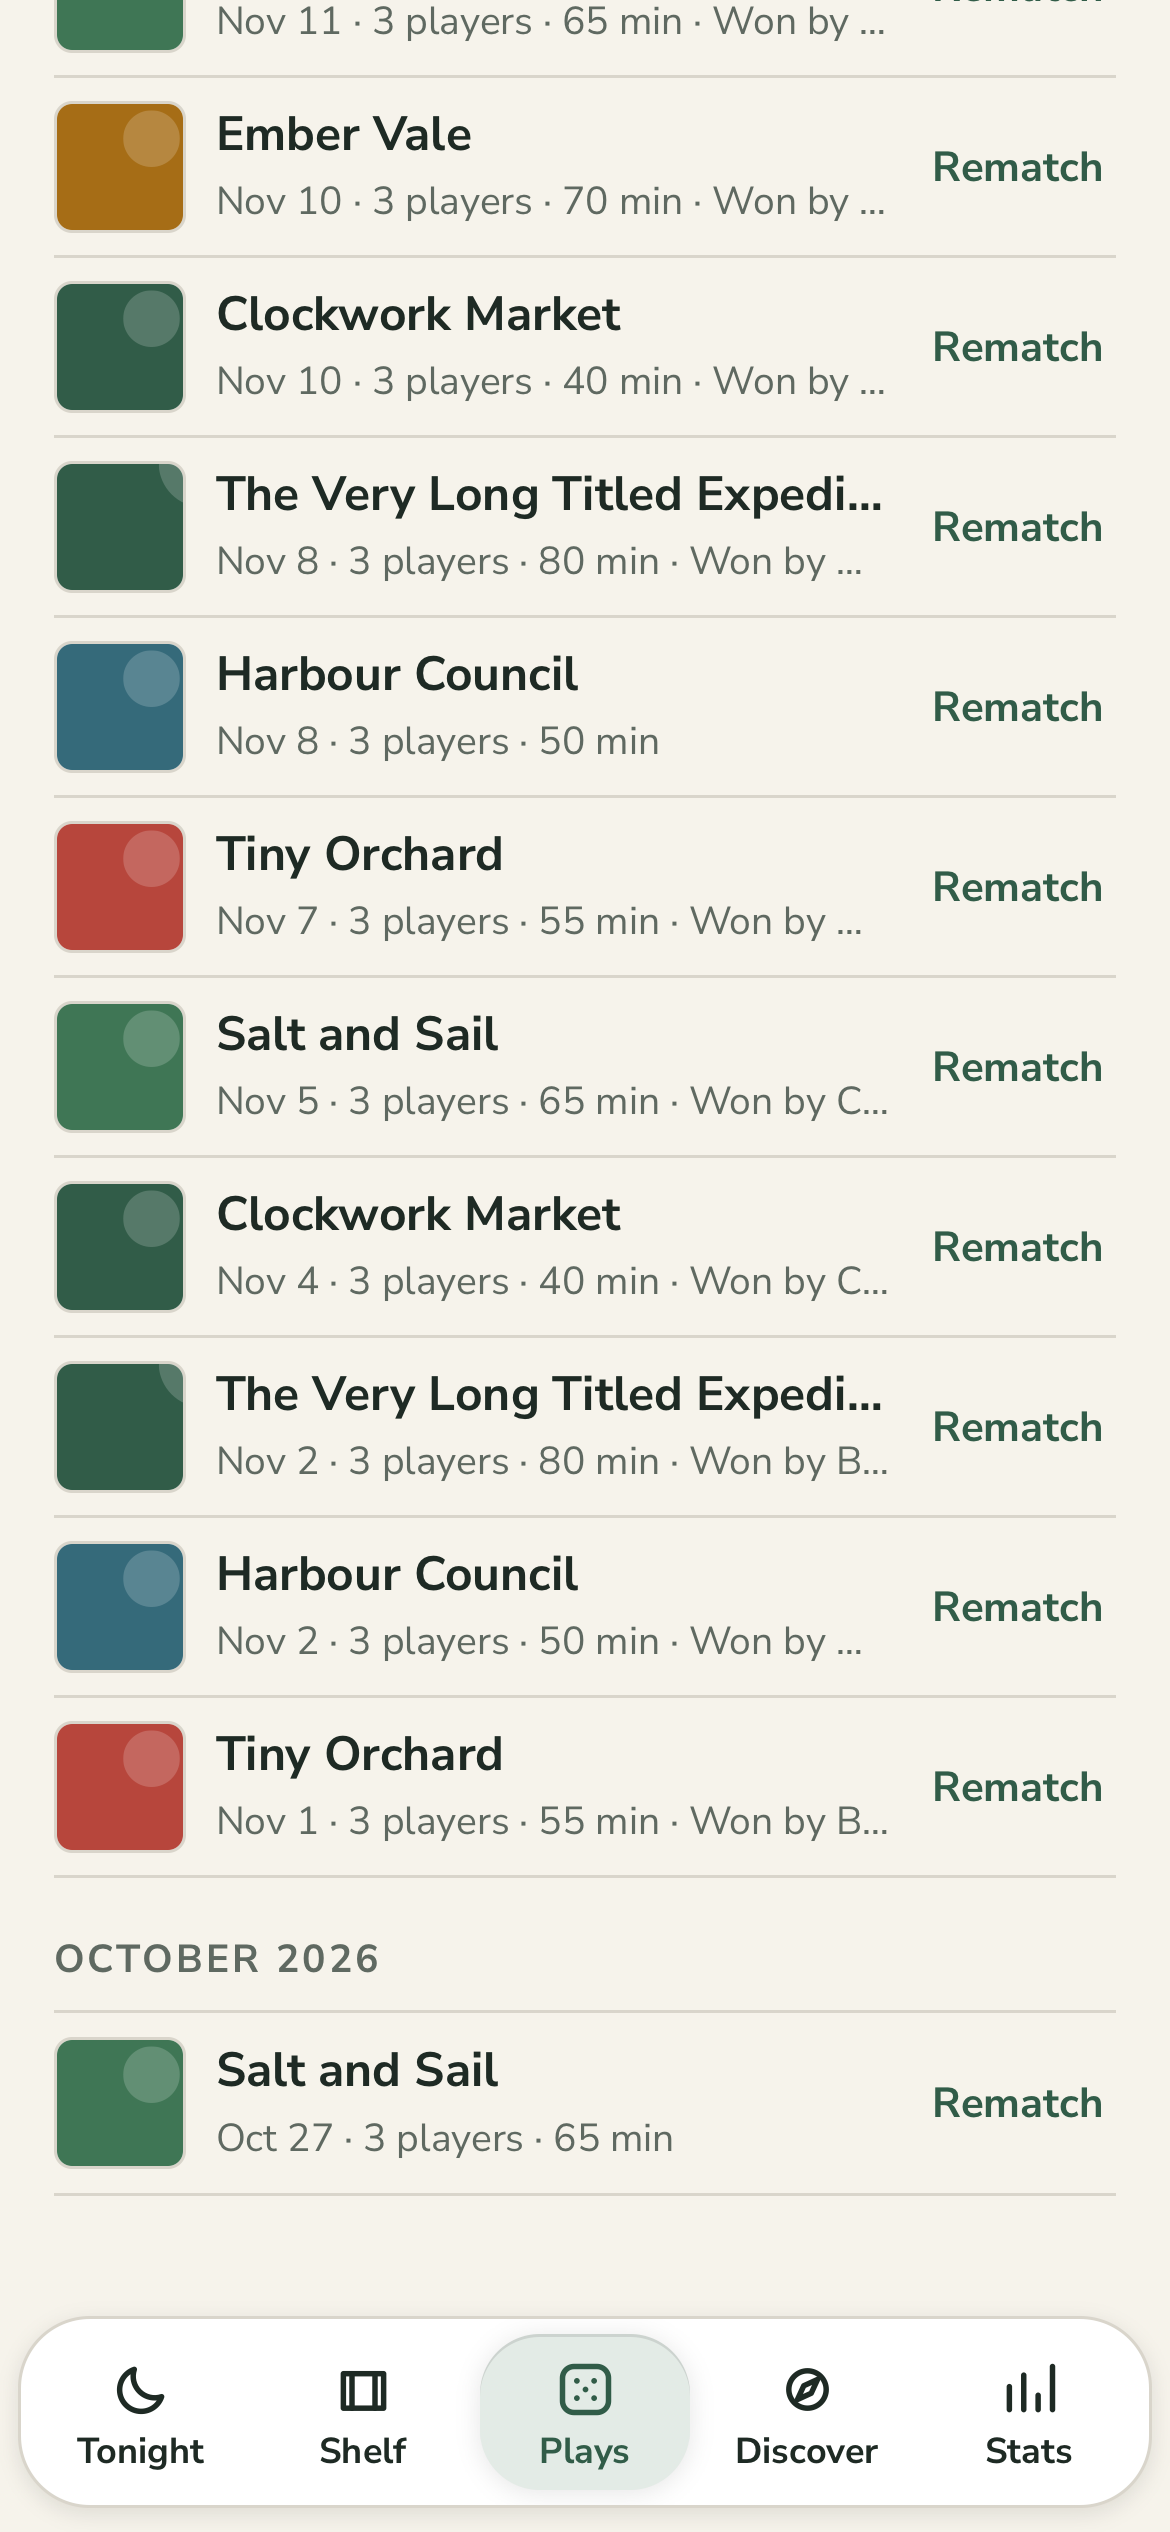 Nov 11 · 3 players · 65 min · Won by ...
Rematch
Ember Vale
Nov 10 · 3 players · 70 min · Won by ...
Rematch
Clockwork Market
Nov 10 · 3 players · 40 min · Won by ...
Rematch
The Very Long Titled Expedi...
Nov 8 · 3 players · 80 min · Won by ...
Rematch
Harbour Council
Nov 8 · 3 players · 50 min
Rematch
Tiny Orchard
Nov 7 · 3 players · 55 min · Won by ...
Rematch
Salt and Sail
Nov 5 · 3 players · 65 min · Won by C...
Rematch
Clockwork Market
Nov 4 · 3 players · 40 min · Won by C...
Rematch
The Very Long Titled Expedi...
Nov 2 · 3 players · 80 min · Won by B...
Rematch
Harbour Council
Nov 2 · 3 players · 50 min · Won by ...
Rematch
Tiny Orchard
Nov 1 · 3 players · 55 min · Won by B...
Rematch
OCTOBER 2026
Salt and Sail
Oct 27 · 3 players · 65 min
Rematch
Tonight
Shelf
Plays
Discover
Stats